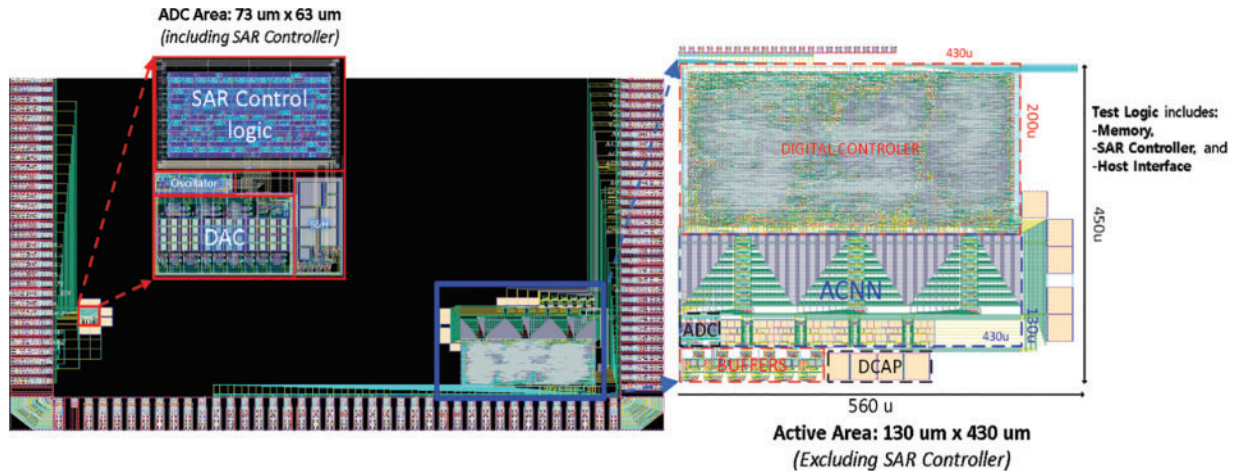 ADC Area: 73 um x 63 um
(including SAR Controller)
SAR Control
logic
Oscillator
DAC
S&H
430u
200u
DIGITAL CONTROLER
Test Logic includes:
-Memory,
-SAR Controller, and
-Host Interface
450u
ACNN
130u
ADC
430u
BUFFERS
DCAP
560 u
Active Area: 130 um x 430 um
(Excluding SAR Controller)